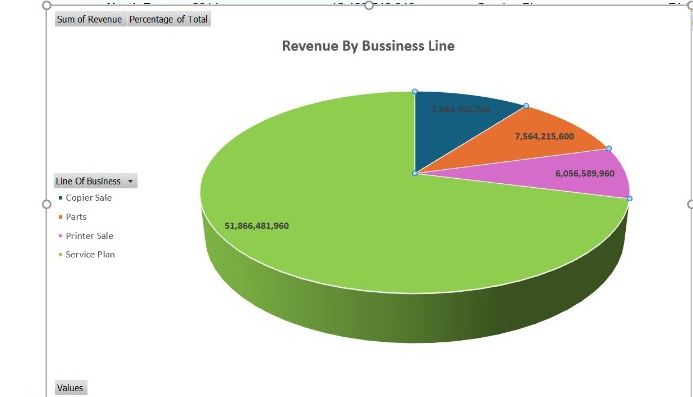 Sum of Revenue Percentage of Total
Revenue By Bussiness Line
7,564,215,600
6,056,589,960
Line Of Business
Copier Sale
Parts
Printer Sale
Service Plan
51,866,481,960
Values